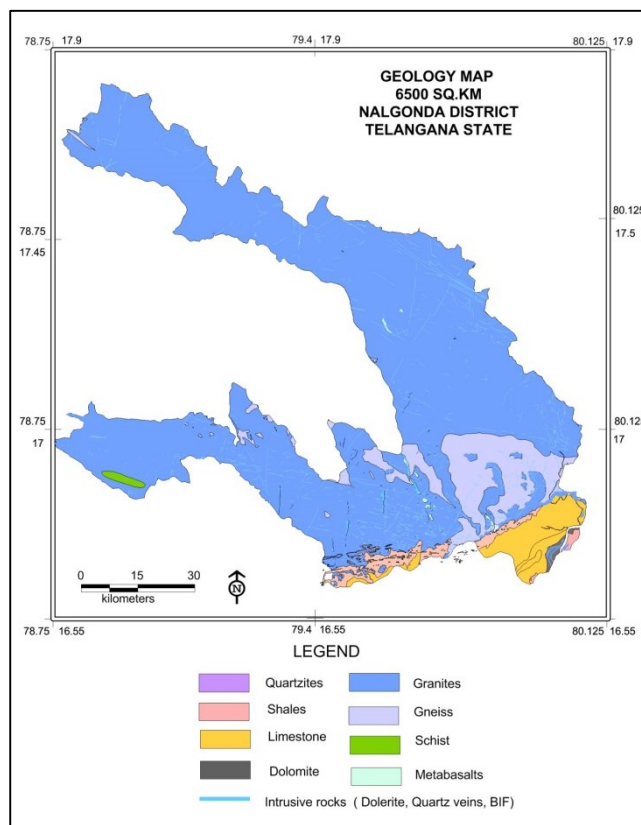 78.75 17.9
79.4 17.9
80.125 17.9
GEOLOGY MAP
6500 SQ.KM
NALGONDA DISTRICT
TELANGANA STATE
78.75
17.45
80.125
17.5
78.75
17
80.125
17
0 15 30
kilometers
N
78.75 16.55
79.4 16.55
80.125 16.55
LEGEND
Quartzites
Granites
Shales
Gneiss
Limestone
Schist
Dolomite
Metabasalts
Intrusive rocks ( Dolerite, Quartz veins, BIF)